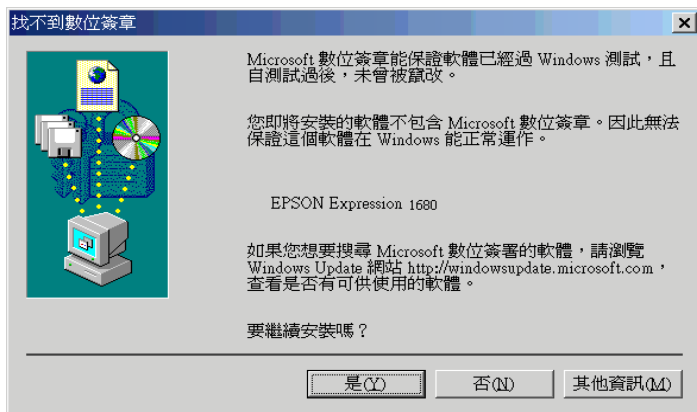 找不到數位簽章
Microsoft 數位簽章能保證軟體已經過 Windows 測試，且
自測試過後，未曾被竄改。
您即將安裝的軟體不包含 Microsoft 數位簽章。因此無法
保證這個軟體在 Windows 能正常運作。
EPSON Expression 1680
如果您想要搜尋 Microsoft 數位簽署的軟體，請瀏覽
Windows Update 網站 http://windowsupdate.microsoft.com，
查看是否有可供使用的軟體。
要繼續安裝嗎？
是(Y) 否(N) 其他資訊(M)